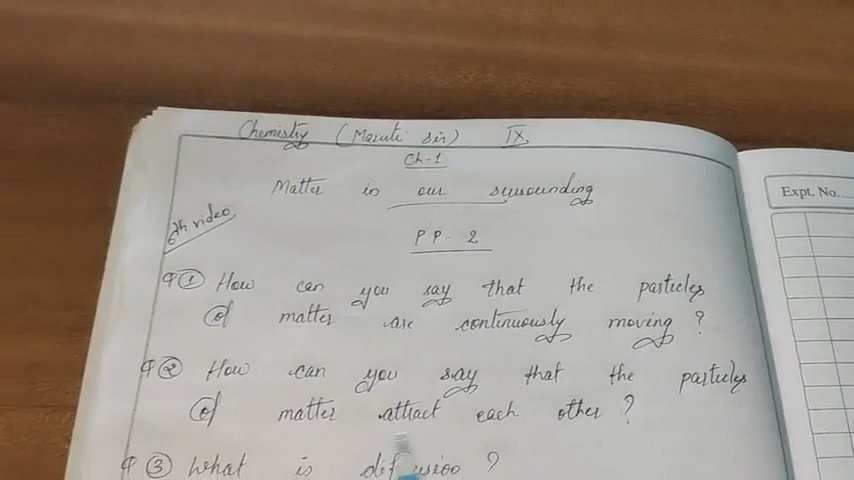 Chemistry (Maruti sir) IX
Ch-1
Matter in our surrounding
6th video
PP-2
Q① How can you say that the particles
of matter are continuously moving ?
Q② How can you say that the particles
of matter attract each other ?
Q③ What is diffusion ?
Expt. No....